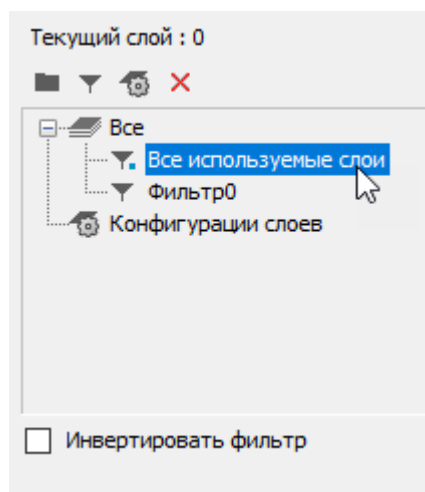 Текущий слой : 0
Все
Все используемые слои
Фильтр0
Конфигурации слоев
Инвертировать фильтр